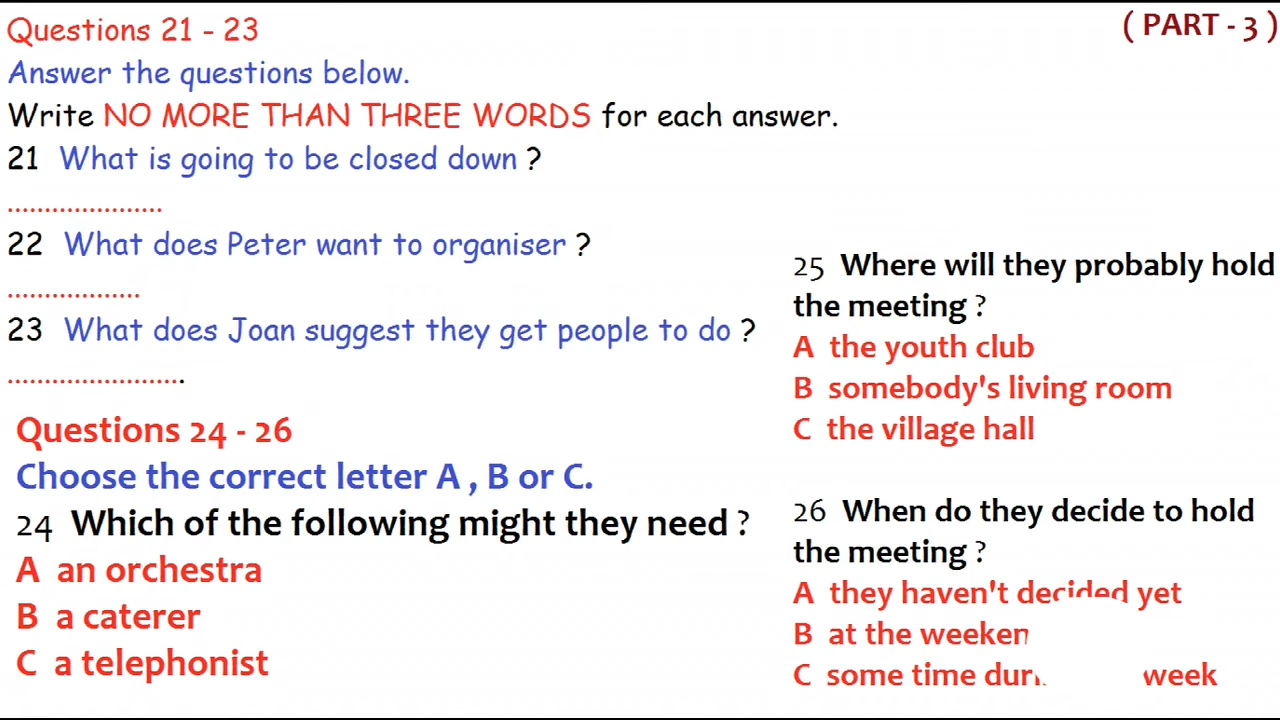 ( PART - 3 )
Questions 21 - 23
Answer the questions below.
Write NO MORE THAN THREE WORDS for each answer.
21 What is going to be closed down ?
.....................
22 What does Peter want to organiser ?
..................
23 What does Joan suggest they get people to do ?
........................
Questions 24 - 26
Choose the correct letter A , B or C.
24 Which of the following might they need ?
A an orchestra
B a caterer
C a telephonist
25 Where will they probably hold
the meeting ?
A the youth club
B somebody's living room
C the village hall
26 When do they decide to hold
the meeting ?
A they haven't decided yet
B at the
C some time week